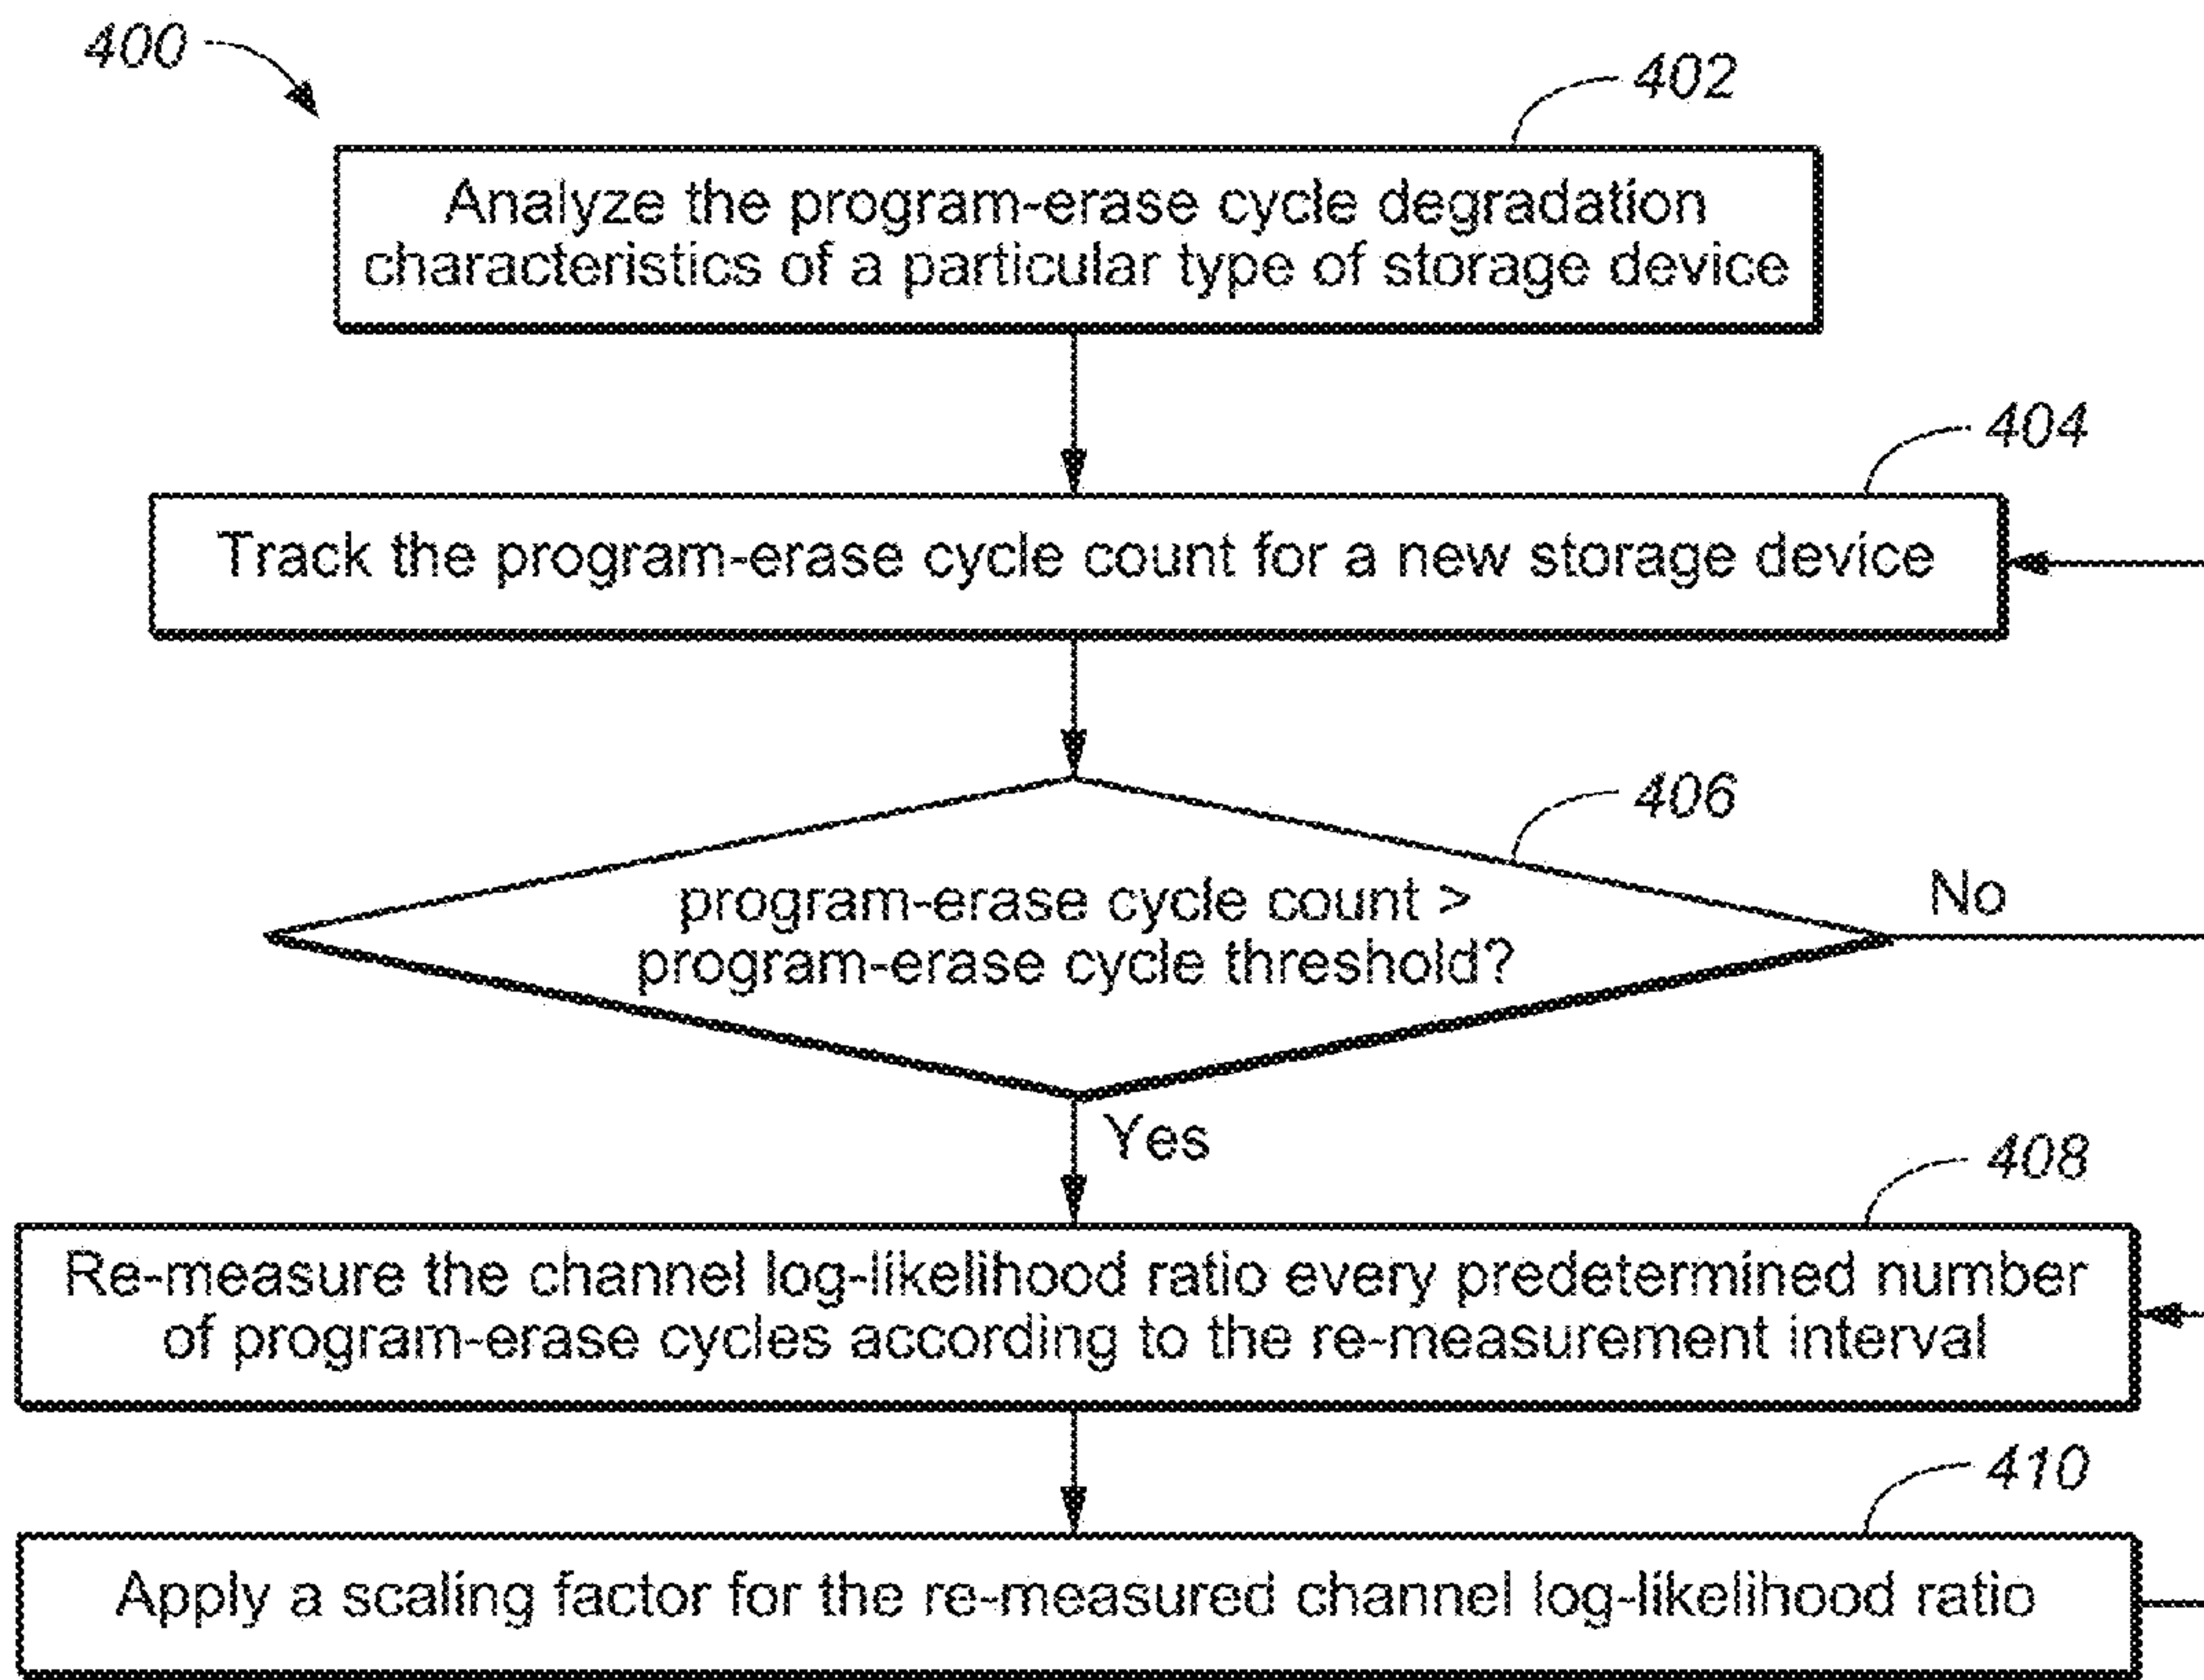 400
402
Analyze the program-erase cycle degradation
characteristics of a particular type of storage device
404
Track the program-erase cycle count for a new storage device
406
program-erase cycle count >
program-erase cycle threshold?
No
Yes
408
Re-measure the channel log-likelihood ratio every predetermined number
of program-erase cycles according to the re-measurement interval
410
Apply a scaling factor for the re-measured channel log-likelihood ratio